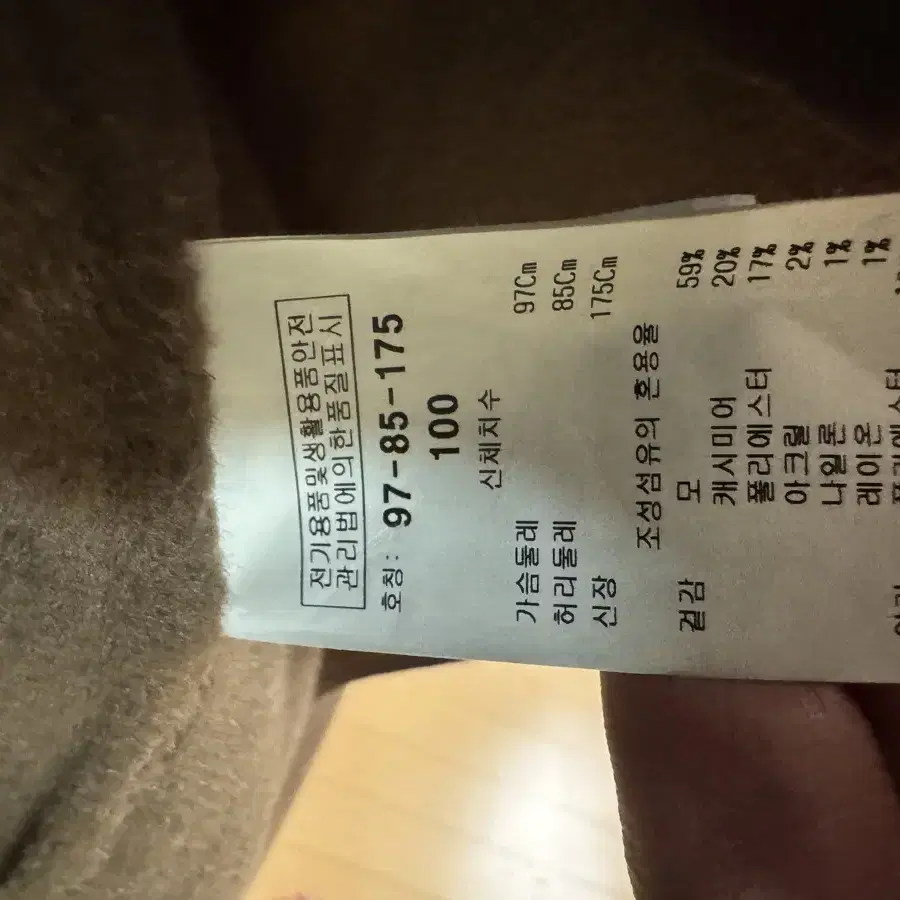 전기용품및생활용품안전
관리법에의한품질표시
호칭: 97-85-175
100
신체치수
가슴둘레 97Cm
허리둘레 85Cm
신장 175Cm
조성섬유의 혼용율
겉감 모 59%
캐시미어 20%
폴리에스터 17%
아크릴 2%
나일론 1%
레이온 1%